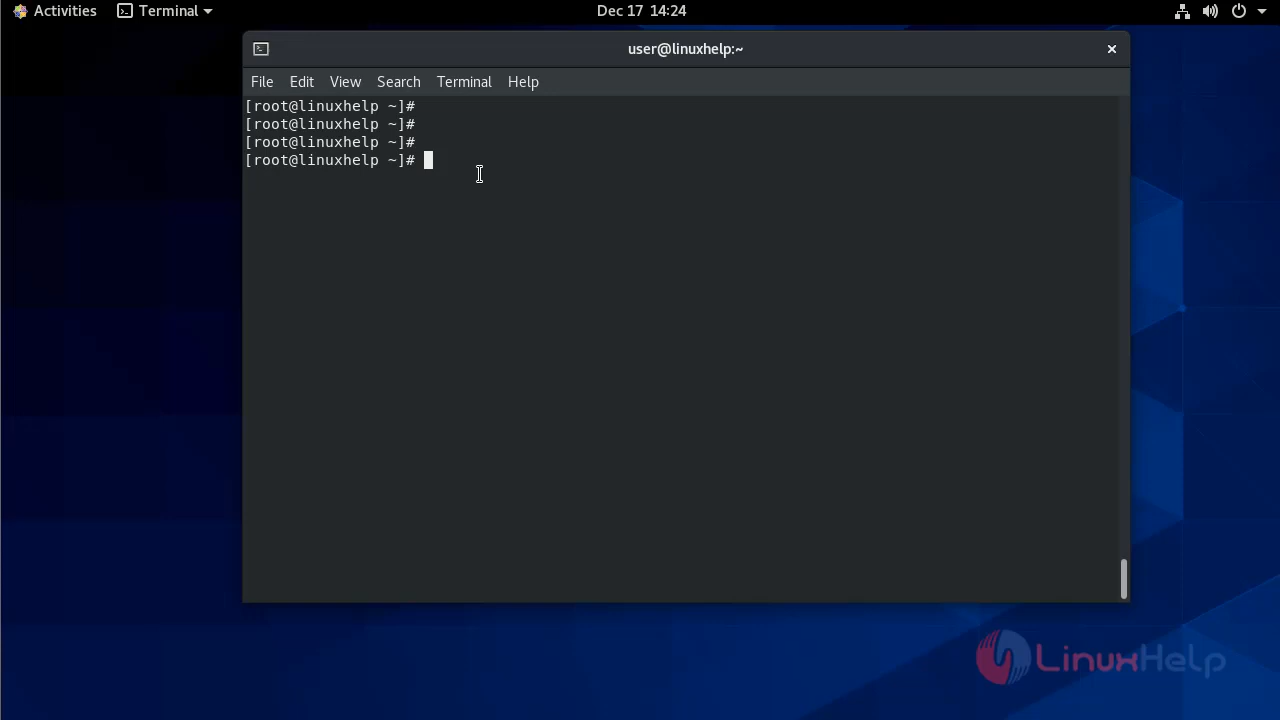 Activities Terminal Dec 17 14:24
user@linuxhelp:~
File Edit View Search Terminal Help
[root@linuxhelp ~]#
[root@linuxhelp ~]#
[root@linuxhelp ~]#
[root@linuxhelp ~]#
LinuxHelp